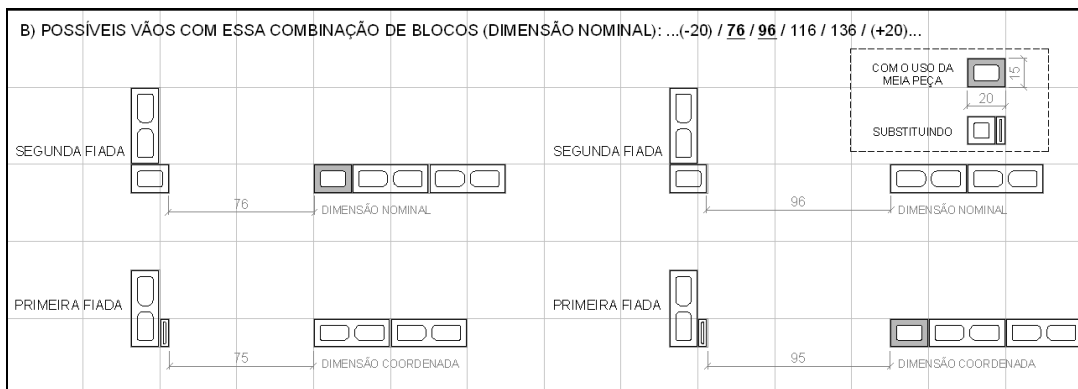 B) POSSÍVEIS VÃOS COM ESSA COMBINAÇÃO DE BLOCOS (DIMENSÃO NOMINAL): ...(-20) / 76 / 96 / 116 / 136 / (+20)...
COM O USO DA
MEIA PEÇA
15
20
SUBSTITUINDO
SEGUNDA FIADA
76
DIMENSÃO NOMINAL
SEGUNDA FIADA
96
DIMENSÃO NOMINAL
PRIMEIRA FIADA
75
DIMENSÃO COORDENADA
PRIMEIRA FIADA
95
DIMENSÃO COORDENADA